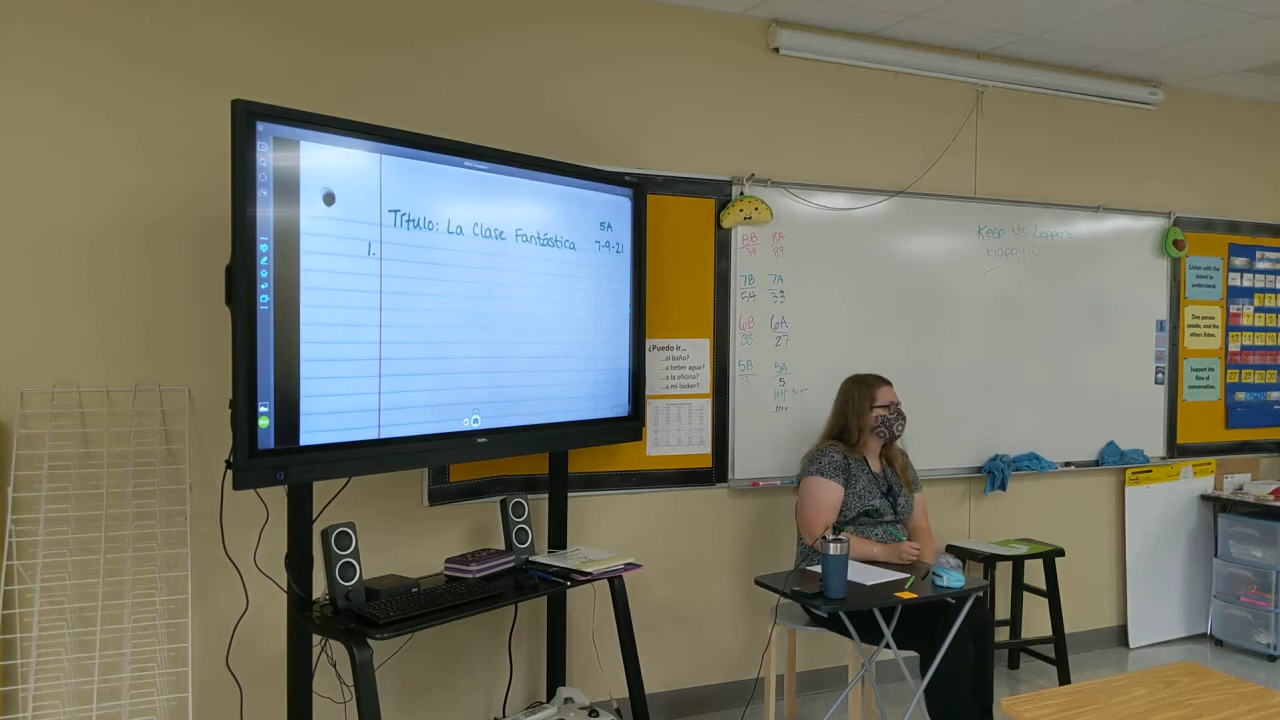 Título: La Clase Fantástica
5A
7-9-21
1.
¿Puedo ir...
...al baño?
...a beber agua?
...a la oficina?
...a mi locker?
8B 8A
34 89
7B 7A
54 33
6B 6A
38 27
5B 5A
5
Keep Ms. Leppert
happy :)
Listen with the
intent to
understand.
One person
speaks, and the
others listen.
Support the
flow of
conversation.